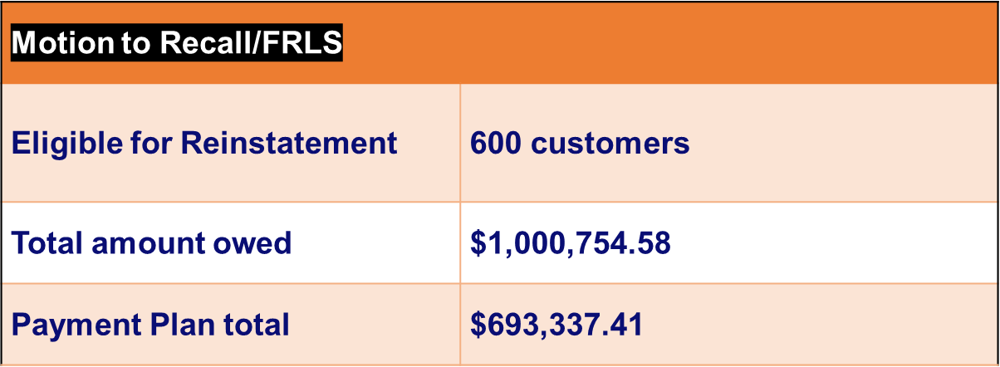 Motion to Recall/FRLS
Eligible for Reinstatement 600 customers
Total amount owed $1,000,754.58
Payment Plan total $693,337.41